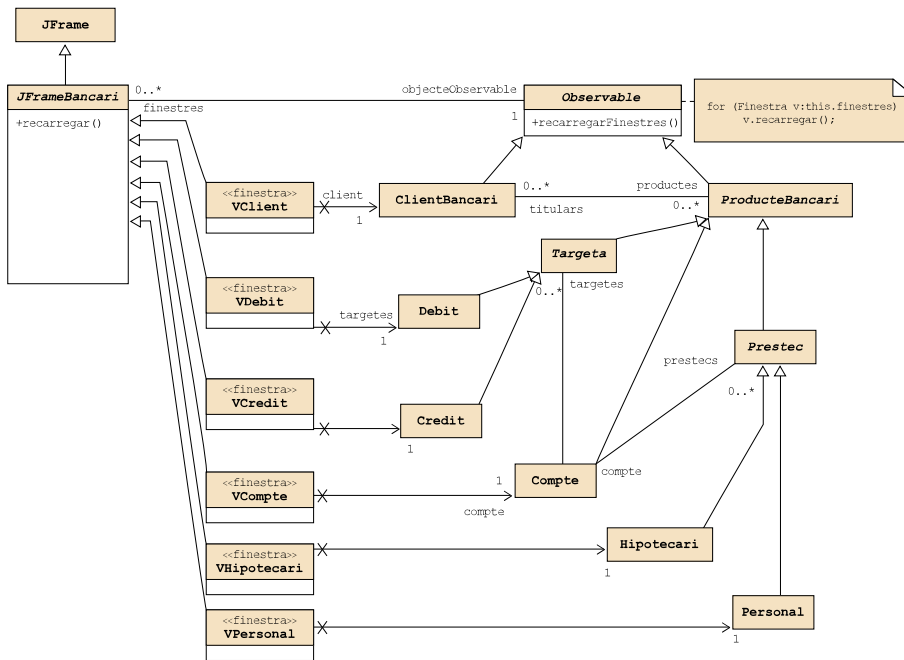 JFrame
JFrameBancari
+recarregar()
0..*
finestres
objecteObservable
1
Observable
+recarregarFinestres()
for (Finestra v:this.finestres)
v.recarregar();
<<finestra>>
VClient
client
1
ClientBancari
0..*
titulars
productes
0..*
ProducteBancari
Targeta
0..*
targetes
<<finestra>>
VDebit
targetes
1
Debit
Prestec
prestecs
0..*
<<finestra>>
VCredit
1
Credit
<<finestra>>
VCompte
1
compte
Compte
compte
<<finestra>>
VHipotecari
1
Hipotecari
<<finestra>>
VPersonal
1
Personal